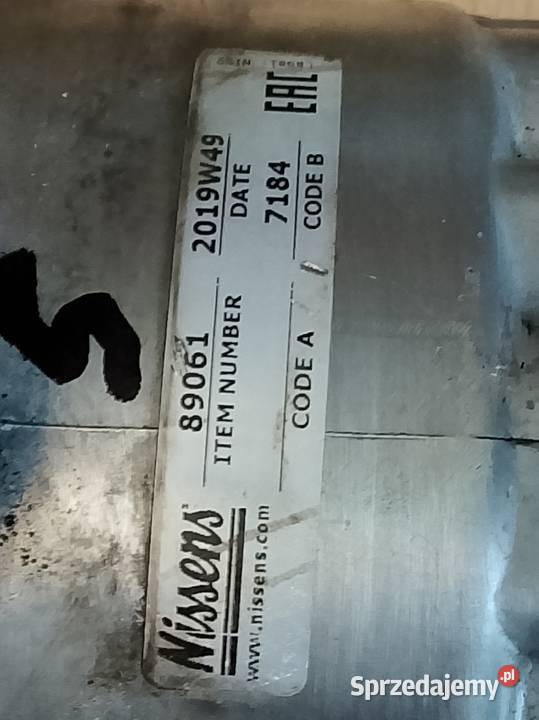 Nissens
www.nissens.com
89061
ITEM NUMBER
2019W49
DATE
CODE A
7184
CODE B
EAC
S
Sprzedajemy.pl